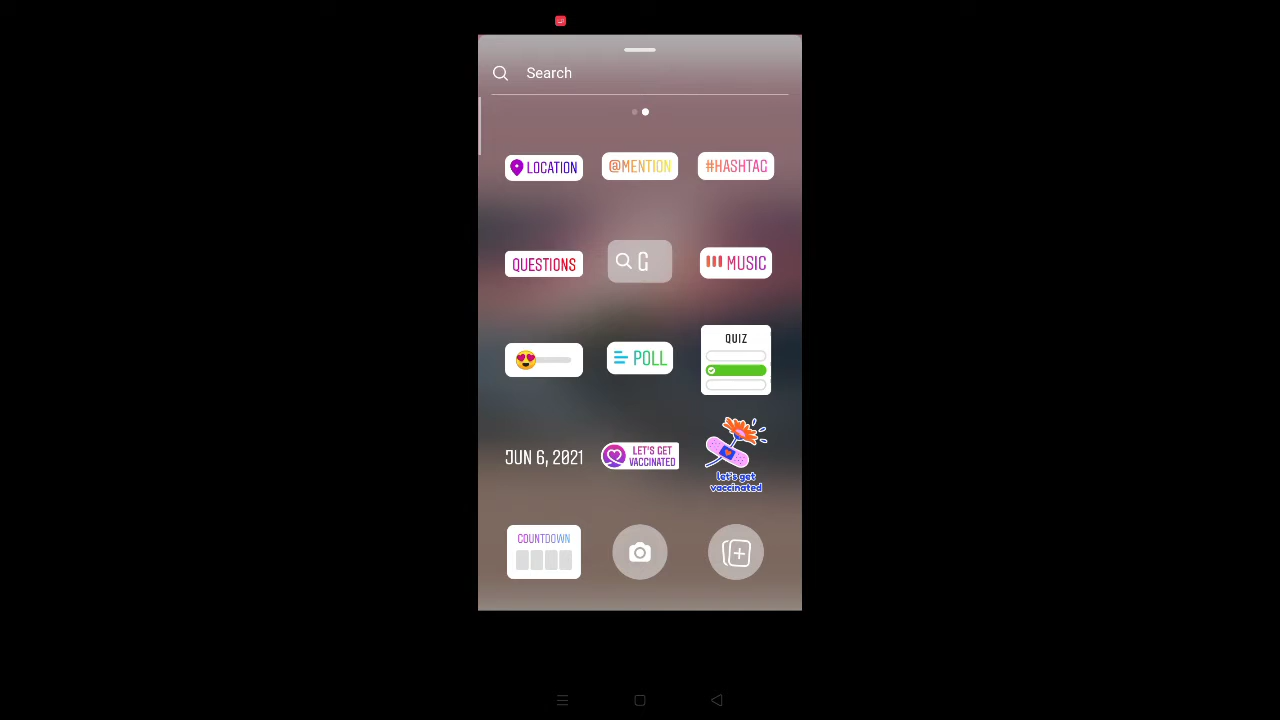 Search
LOCATION
@MENTION
#HASHTAG
QUESTIONS
G
MUSIC
POLL
QUIZ
JUN 6, 2021
LET'S GET
VACCINATED
let's get
vaccinated
COUNTDOWN